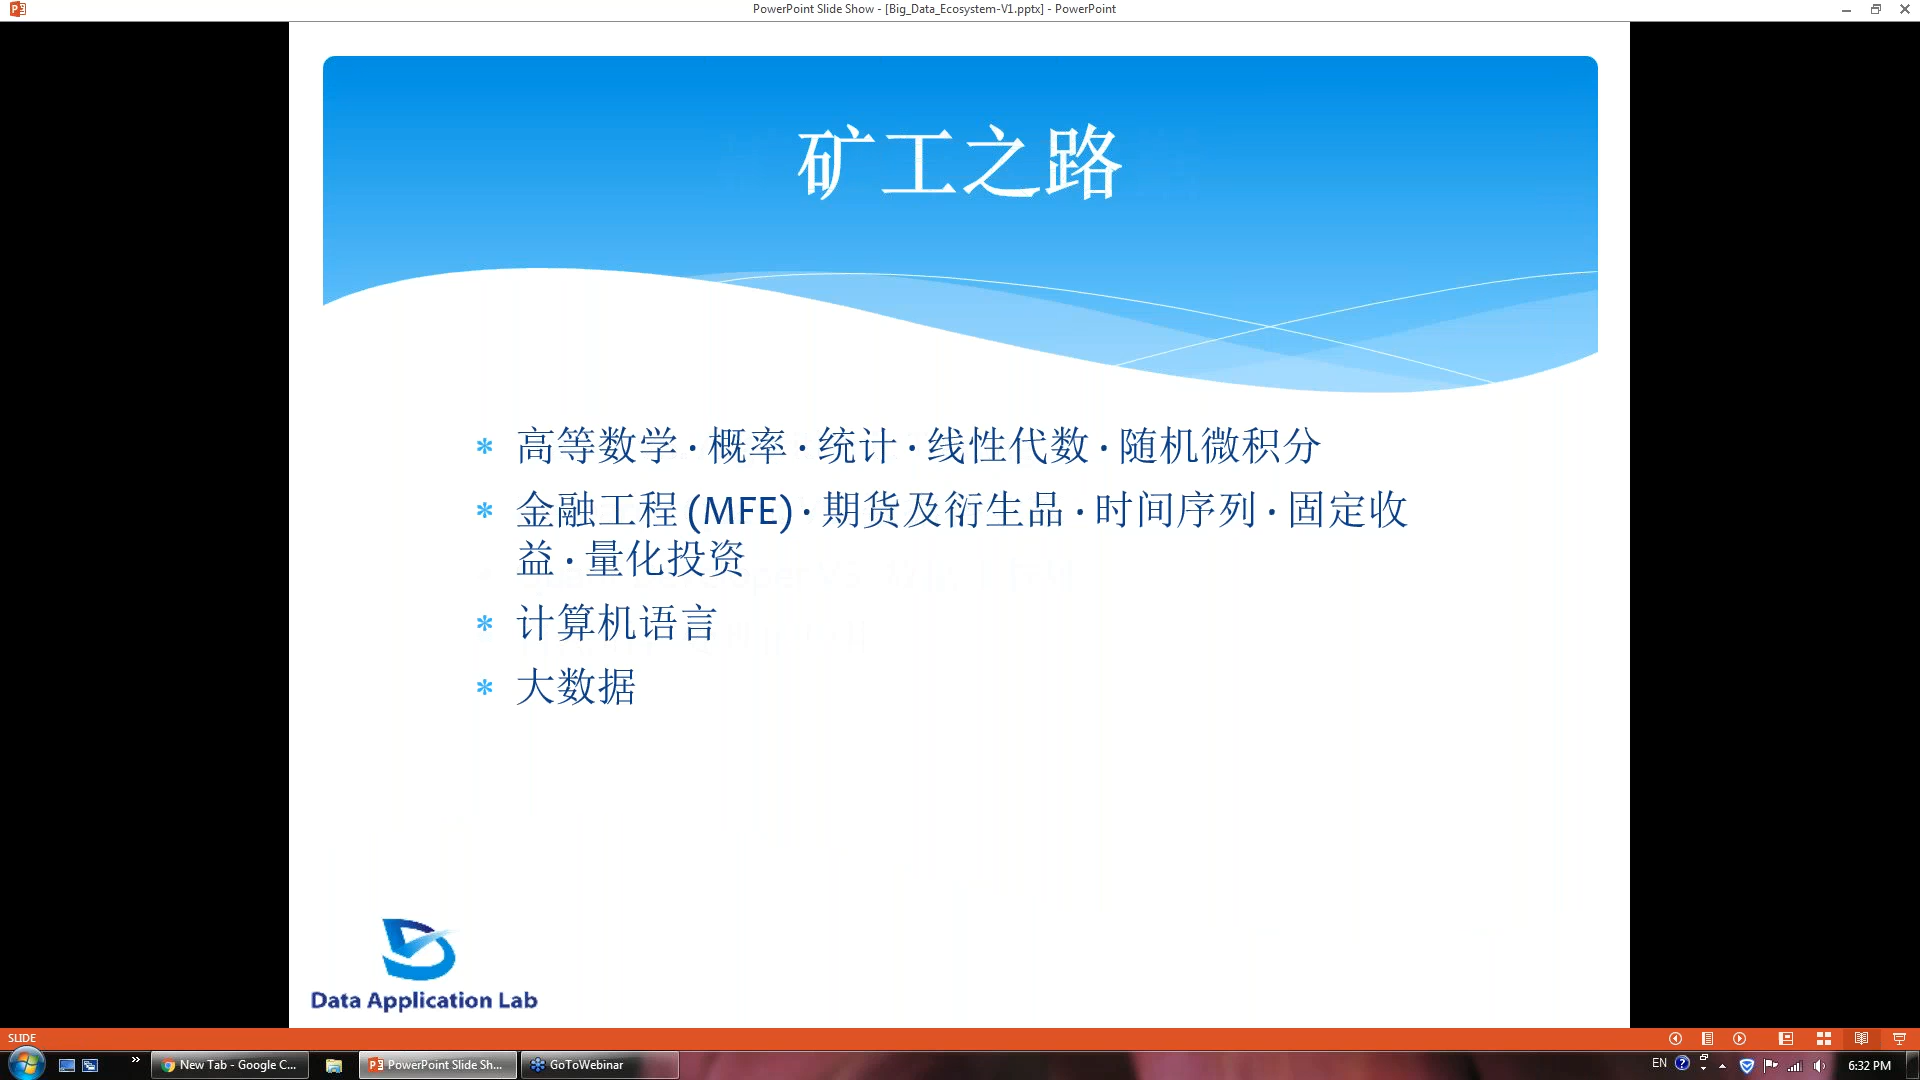 PowerPoint Slide Show - [Big_Data_Ecosystem-V1.pptx] - PowerPoint
矿工之路
* 高等数学·概率·统计·线性代数·随机微积分
* 金融工程 (MFE)·期货及衍生品·时间序列·固定收
益·量化投资
* 计算机语言
* 大数据
Data Application Lab
SLIDE
New Tab - Google C...
PowerPoint Slide Sh...
GoToWebinar
EN
6:32 PM